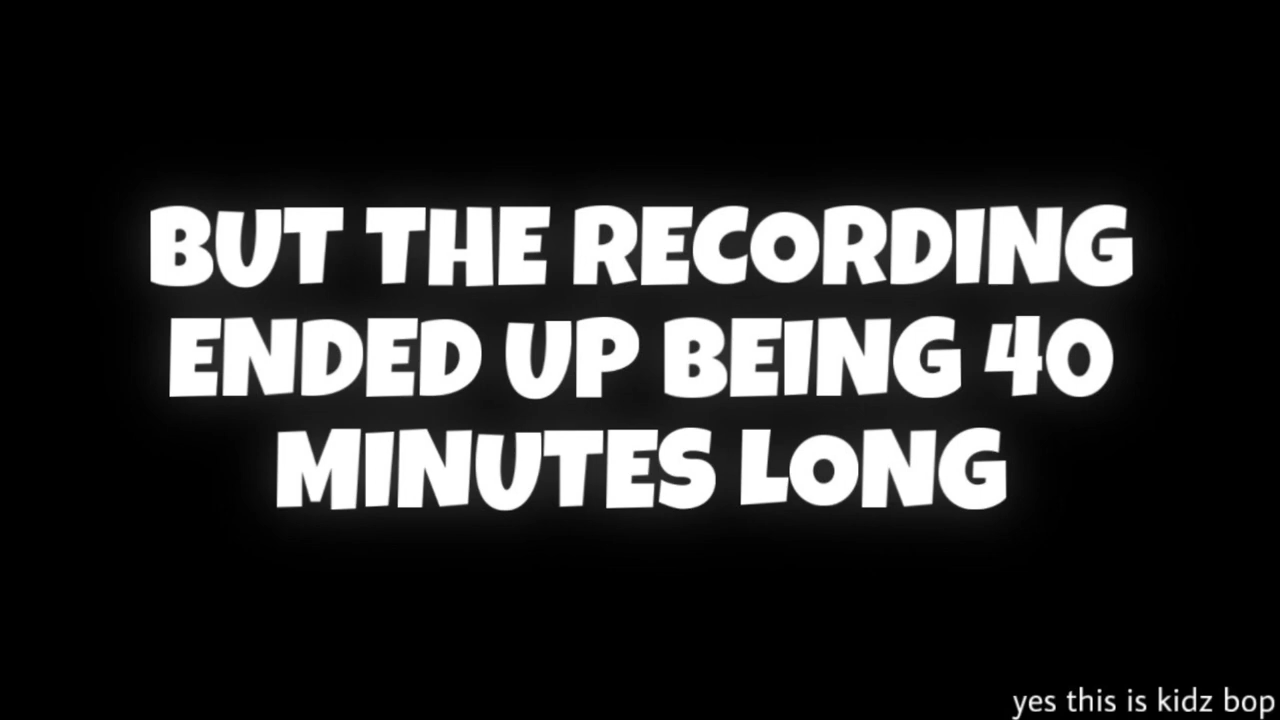 BUT THE RECORDING
ENDED UP BEING 40
MINUTES LONG
yes this is kidz bop